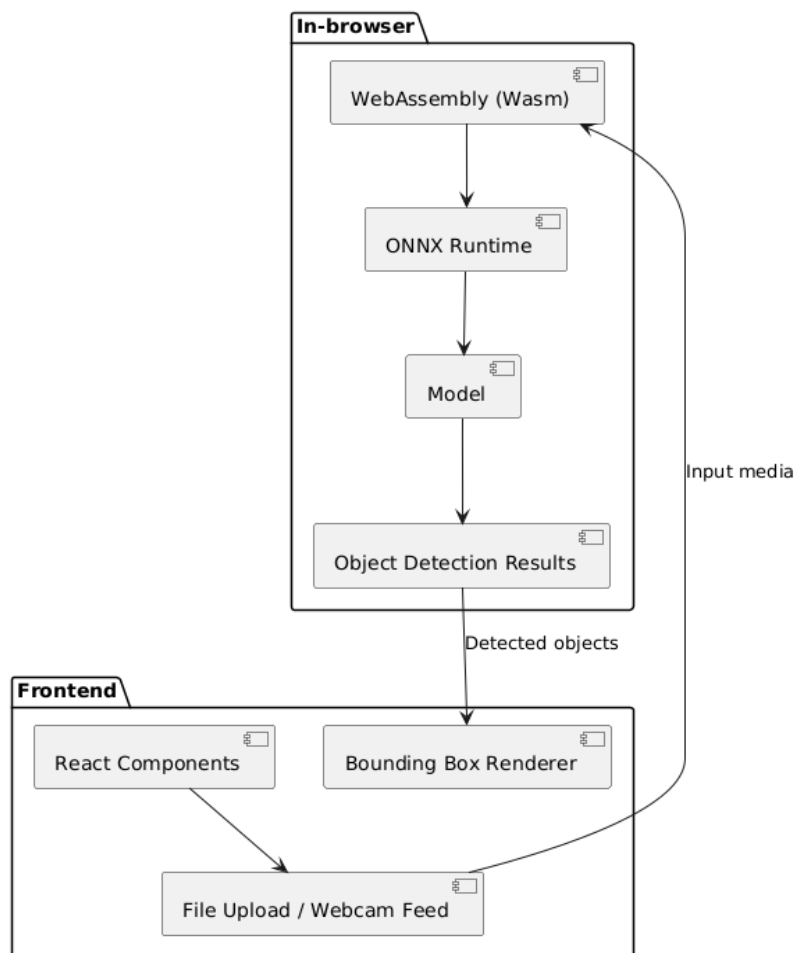 In-browser
WebAssembly (Wasm)
ONNX Runtime
Model
Input media
Object Detection Results
Detected objects
Frontend
React Components
Bounding Box Renderer
File Upload / Webcam Feed